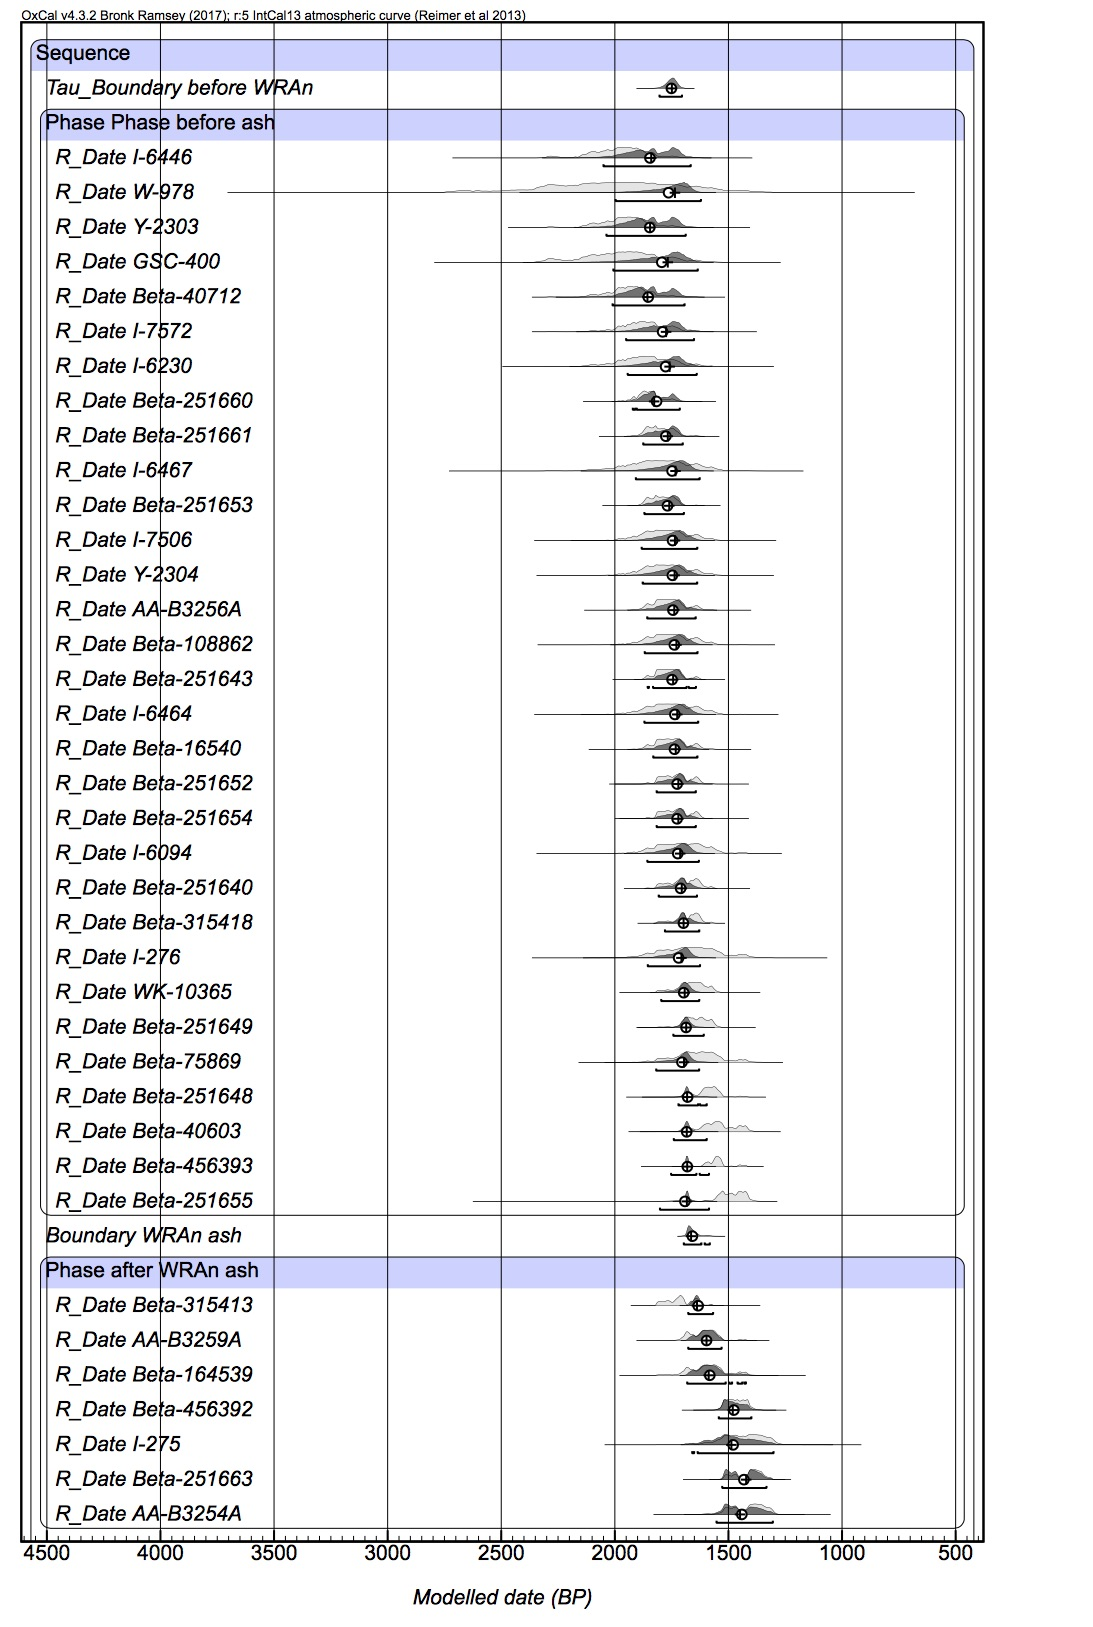 OxCal v4.3.2 Bronk Ramsey (2017); r:5 IntCal13 atmospheric curve (Reimer et al 2013)
Sequence
Tau_Boundary before WRAn
Phase Phase before ash
R_Date I-6446
R_Date W-978
R_Date Y-2303
R_Date GSC-400
R_Date Beta-40712
R_Date I-7572
R_Date I-6230
R_Date Beta-251660
R_Date Beta-251661
R_Date I-6467
R_Date Beta-251653
R_Date I-7506
R_Date Y-2304
R_Date AA-B3256A
R_Date Beta-108862
R_Date Beta-251643
R_Date I-6464
R_Date Beta-16540
R_Date Beta-251652
R_Date Beta-251654
R_Date I-6094
R_Date Beta-251640
R_Date Beta-315418
R_Date I-276
R_Date WK-10365
R_Date Beta-251649
R_Date Beta-75869
R_Date Beta-251648
R_Date Beta-40603
R_Date Beta-456393
R_Date Beta-251655
Boundary WRAn ash
Phase after WRAn ash
R_Date Beta-315413
R_Date AA-B3259A
R_Date Beta-164539
R_Date Beta-456392
R_Date I-275
R_Date Beta-251663
R_Date AA-B3254A
4500 4000 3500 3000 2500 2000 1500 1000 500
Modelled date (BP)